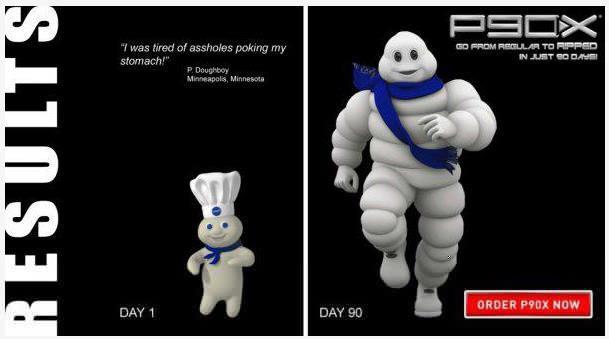 RESULTS
"I was tired of assholes poking my
stomach!"
P. Doughboy
Minneapolis, Minnesota
DAY 1
P90X
GO FROM REGULAR TO RIPPED
IN JUST 90 DAYS!
DAY 90
ORDER P90X NOW